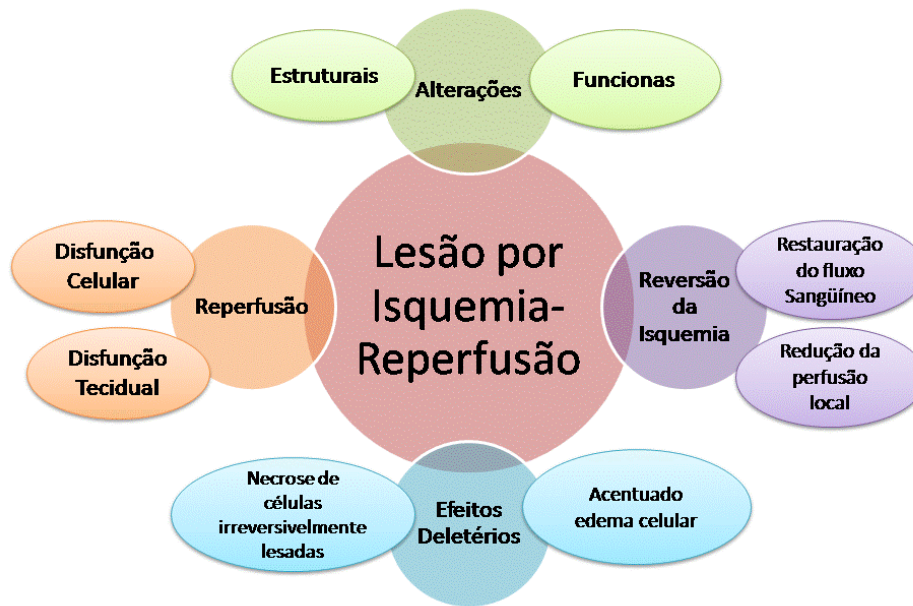 Estruturais
Alterações
Funcionas
Disfunção
Celular
Reperfusão
Disfunção
Tecidual
Lesão por
Isquemia-
Reperfusão
Reversão
da
Isquemia
Restauração
do fluxo
Sangüíneo
Redução da
perfusão
local
Necrose de
células
irreversivelmente
lesadas
Efeitos
Deletérios
Acentuado
edema celular